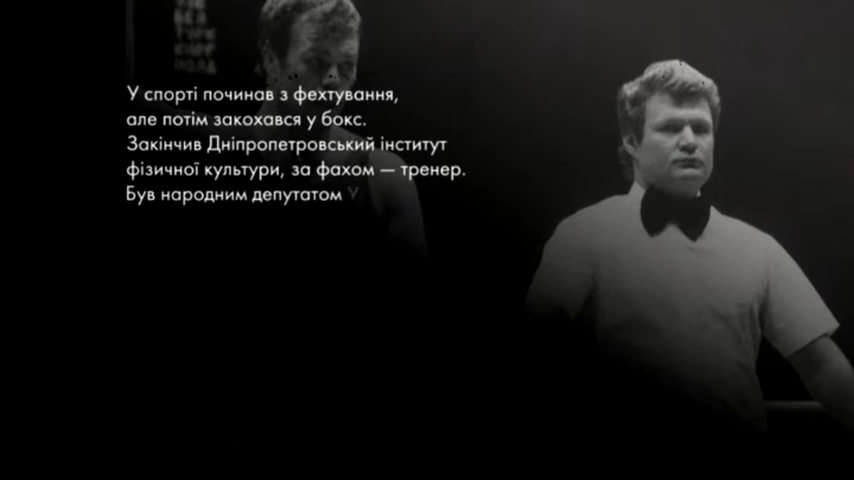 У спорті починав з фехтування,
але потім закохався у бокс.
Закінчив Дніпропетровський інститут
фізичної культури, за фахом — тренер.
Був народним депутатом У